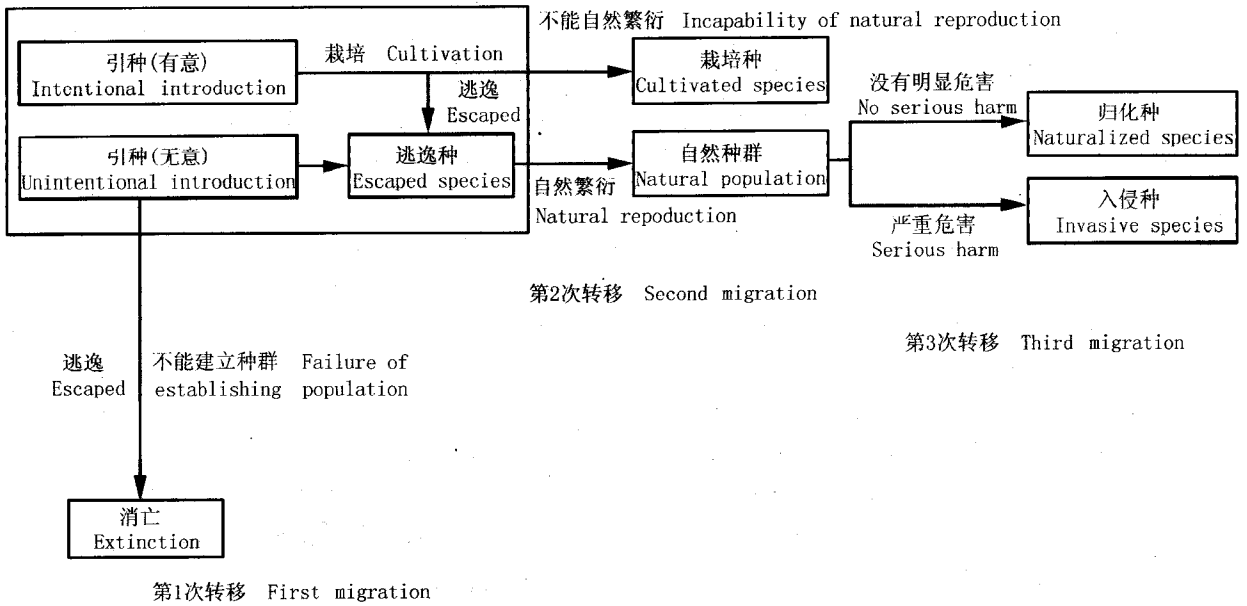 不能自然繁衍 Incapability of natural reproduction
引种(有意)
Intentional introduction
栽培 Cultivation
栽培种
Cultivated species
逃逸
Escaped
没有明显危害
No serious harm
归化种
Naturalized species
引种(无意)
Unintentional introduction
逃逸种
Escaped species
自然繁衍
Natural repoduction
自然种群
Natural population
入侵种
Invasive species
严重危害
Serious harm
第2次转移 Second migration
第3次转移 Third migration
逃逸
Escaped
不能建立种群 Failure of
establishing population
消亡
Extinction
第1次转移 First migration